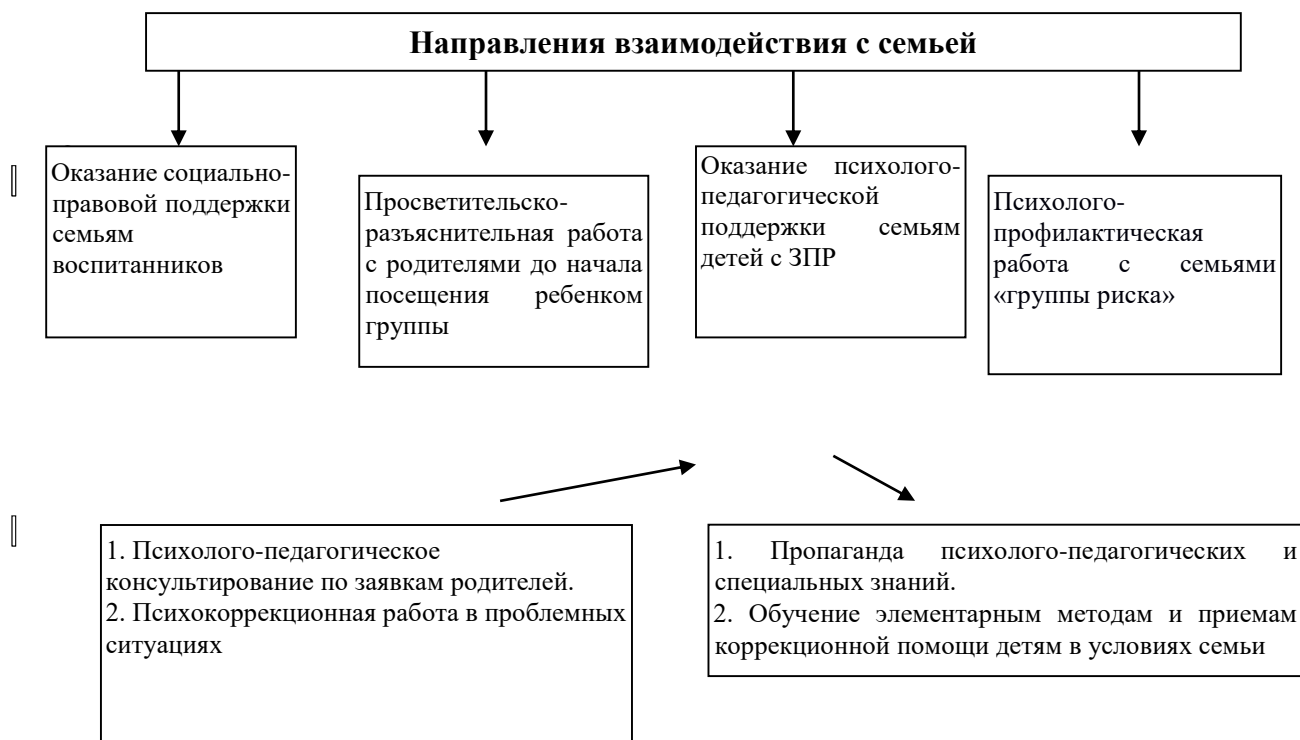 Направления взаимодействия с семьей
Оказание социально-
правовой поддержки
семьям
воспитанников
Просветительско-
разъяснительная работа
с родителями до начала
посещения ребенком
группы
Оказание психолого-
педагогической
поддержки семьям
детей с ЗПР
Психолого-
профилактическая
работа с семьями
«группы риска»
1. Психолого-педагогическое
консультирование по заявкам родителей.
2. Психокоррекционная работа в проблемных
ситуациях
1. Пропаганда психолого-педагогических и
специальных знаний.
2. Обучение элементарным методам и приемам
коррекционной помощи детям в условиях семьи